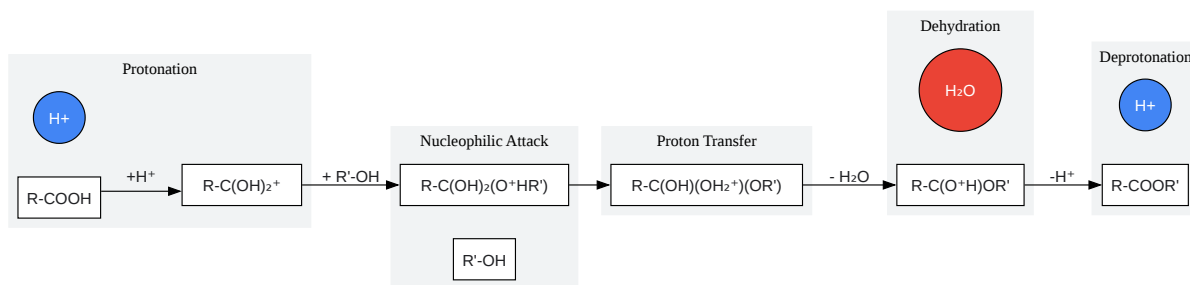 Protonation
H+
R-COOH
+H⁺
R-C(OH)₂⁺
+ R'-OH
Nucleophilic Attack
R-C(OH)₂(O⁺HR')
R'-OH
Proton Transfer
R-C(OH)(OH₂⁺)(OR')
- H₂O
Dehydration
H₂O
R-C(O⁺H)OR'
-H⁺
Deprotonation
H+
R-COOR'